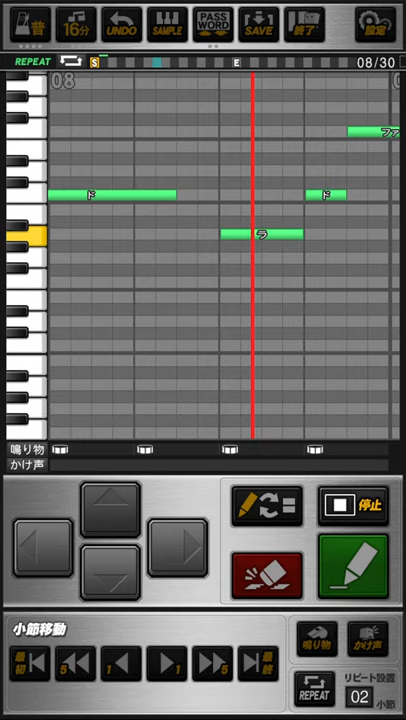 普 16分 UNDO SAMPLE PASS WORD SAVE 終了 設定
REPEAT S E 08/30
08
ファ
ド ド
ラ
鳴り物
かけ声
停止
小節移動
最初 5 1 1 5 最終
鳴り物 かけ声
REPEAT リピート設置 02 小節